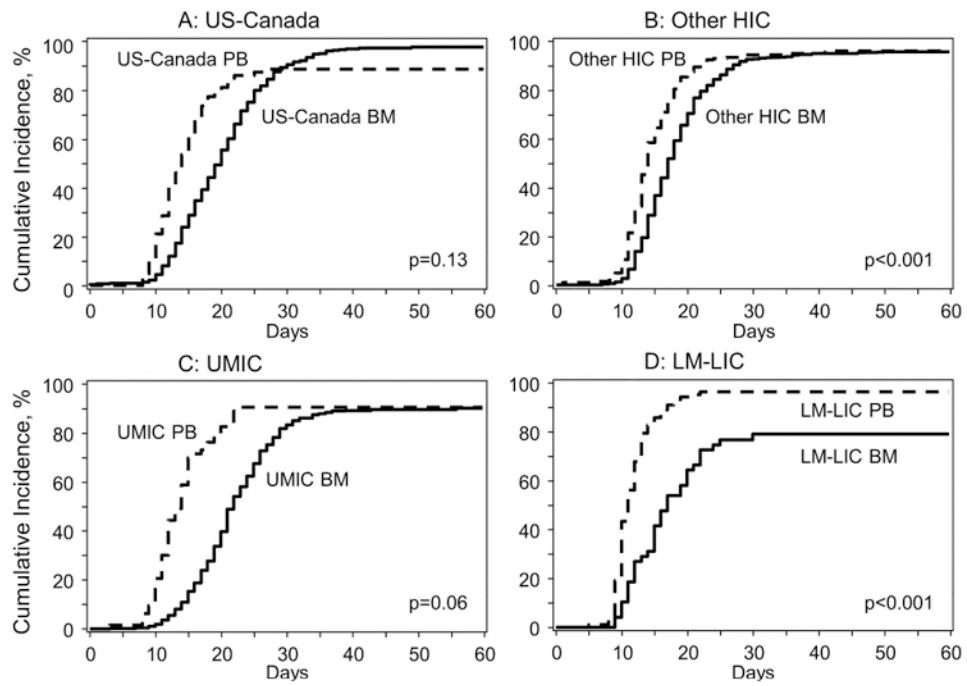 A: US-Canada
Cumulative Incidence, %
100
80
60
40
20
0
US-Canada PB
US-Canada BM
p=0.13
0 10 20 30 40 50 60
Days
B: Other HIC
100
80
60
40
20
0
Other HIC PB
Other HIC BM
p<0.001
0 10 20 30 40 50 60
Days
C: UMIC
Cumulative Incidence, %
100
80
60
40
20
0
UMIC PB
UMIC BM
p=0.06
0 10 20 30 40 50 60
Days
D: LM-LIC
100
80
60
40
20
0
LM-LIC PB
LM-LIC BM
p<0.001
0 10 20 30 40 50 60
Days